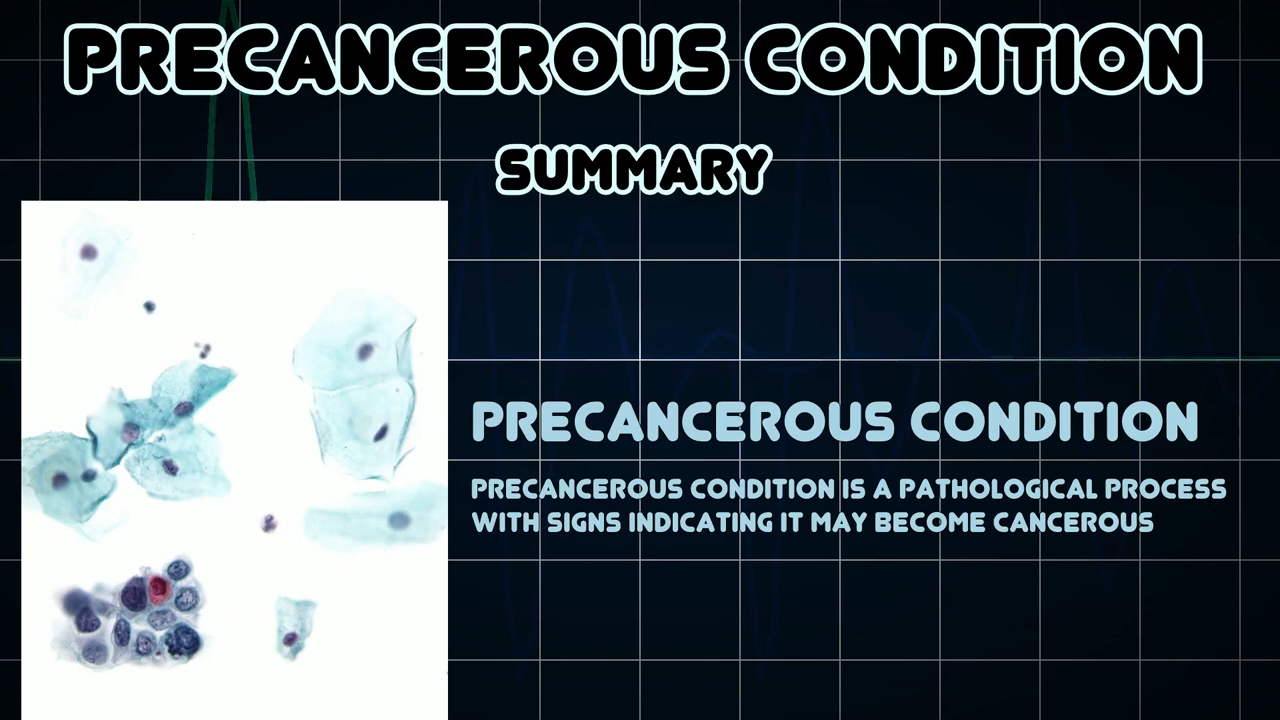 PRECANCEROUS CONDITION
SUMMARY
PRECANCEROUS CONDITION
PRECANCEROUS CONDITION IS A PATHOLOGICAL PROCESS
WITH SIGNS INDICATING IT MAY BECOME CANCEROUS